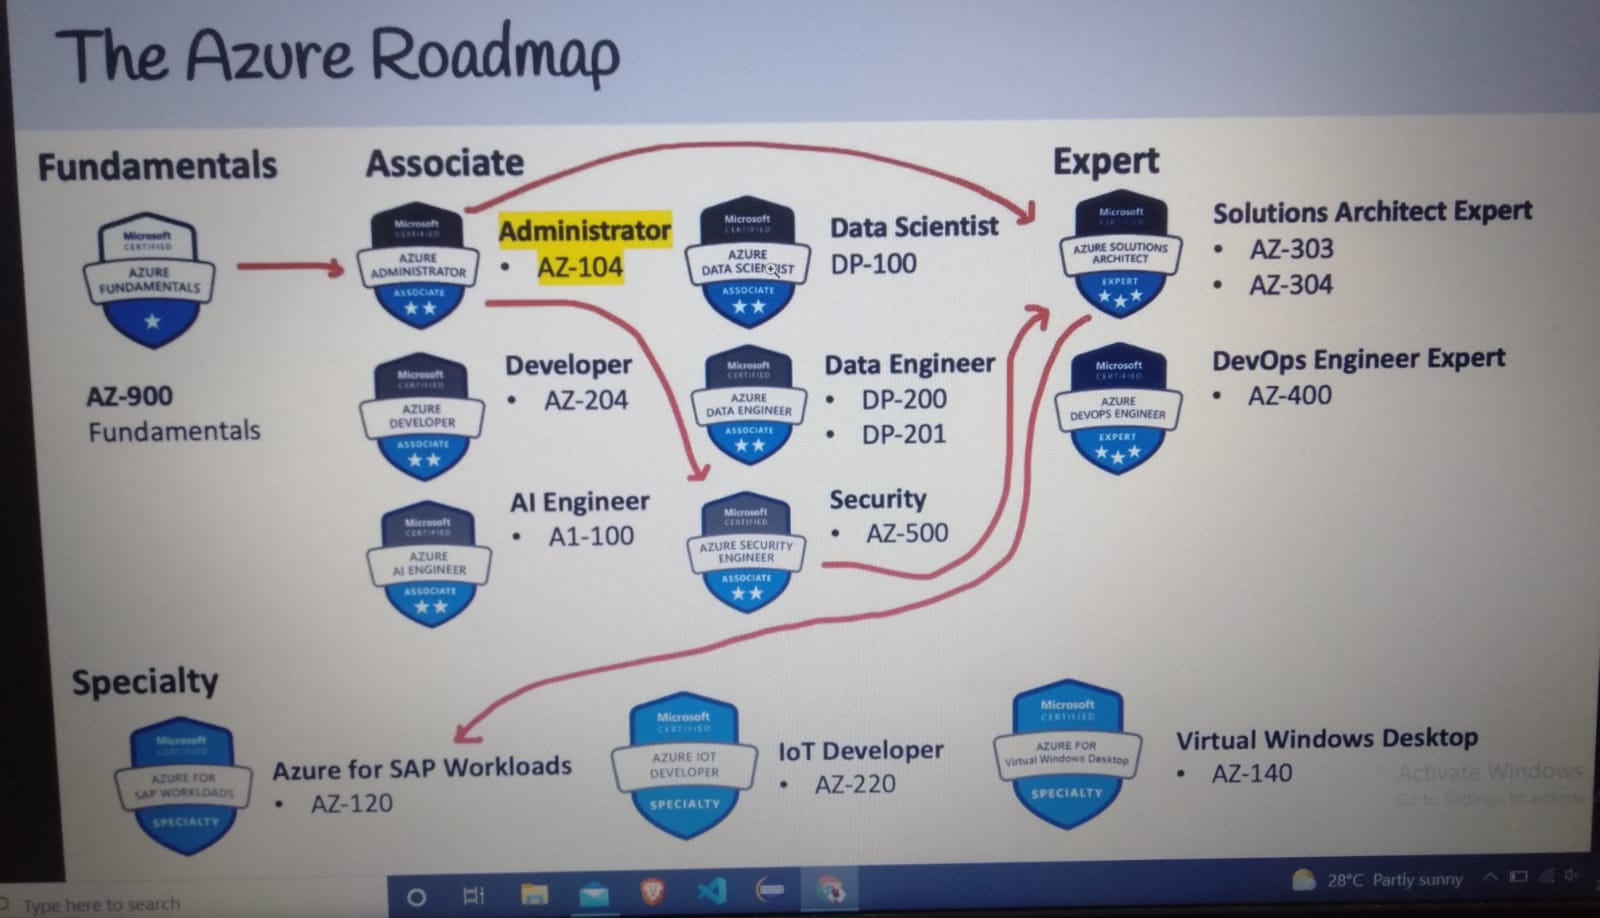 The Azure Roadmap
Fundamentals
Microsoft
CERTIFIED
AZURE
FUNDAMENTALS
AZ-900
Fundamentals
Associate
Microsoft
CERTIFIED
AZURE
ADMINISTRATOR
ASSOCIATE
Administrator
• AZ-104
Microsoft
CERTIFIED
AZURE
DEVELOPER
ASSOCIATE
Developer
• AZ-204
Microsoft
CERTIFIED
AZURE
AI ENGINEER
ASSOCIATE
AI Engineer
• A1-100
Microsoft
CERTIFIED
AZURE
DATA SCIENTIST
ASSOCIATE
Data Scientist
DP-100
Microsoft
CERTIFIED
AZURE
DATA ENGINEER
ASSOCIATE
Data Engineer
• DP-200
• DP-201
Microsoft
CERTIFIED
AZURE SECURITY
ENGINEER
ASSOCIATE
Security
• AZ-500
Expert
Microsoft
CERTIFIED
AZURE SOLUTIONS
ARCHITECT
EXPERT
Solutions Architect Expert
• AZ-303
• AZ-304
Microsoft
CERTIFIED
AZURE
DEVOPS ENGINEER
EXPERT
DevOps Engineer Expert
• AZ-400
Specialty
Microsoft
CERTIFIED
AZURE FOR
SAP WORKLOADS
SPECIALTY
Azure for SAP Workloads
• AZ-120
Microsoft
CERTIFIED
AZURE IOT
DEVELOPER
SPECIALTY
IoT Developer
• AZ-220
Microsoft
CERTIFIED
AZURE FOR
Virtual Windows Desktop
SPECIALTY
Virtual Windows Desktop
• AZ-140
Activate Windows
Go to Settings to activate
Type here to search
28°C Partly sunny